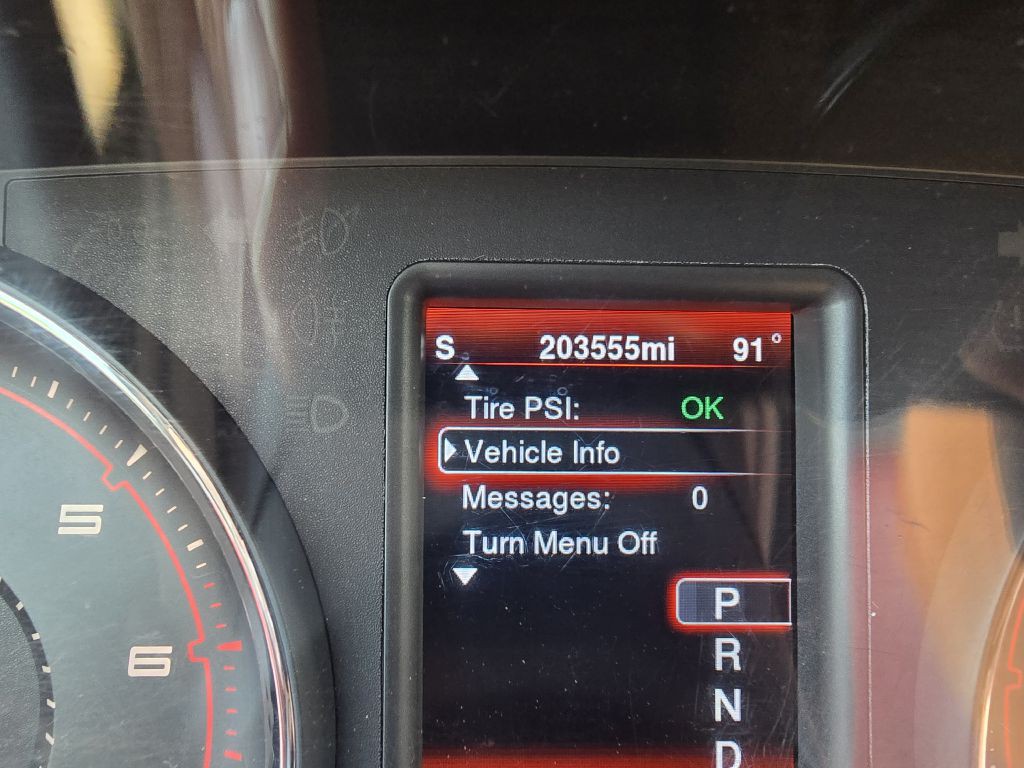 S 203555mi 91°
Tire PSI: OK
Vehicle Info
Messages: 0
Turn Menu Off
P
R
N
D
5
6